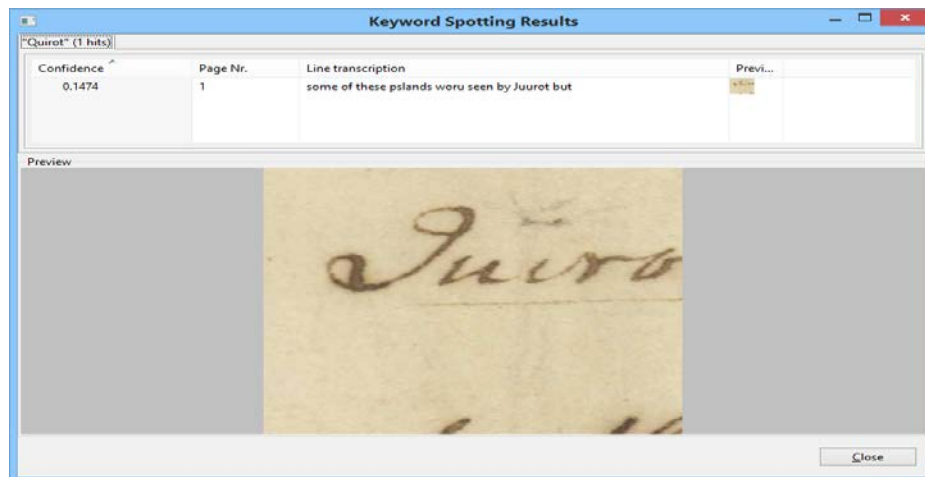 Keyword Spotting Results
"Quirot" (1 hits)
Confidence Page Nr. Line transcription Previ...
0.1474 1 some of these pslands woru seen by Juurot but
Preview
Quiro
Close